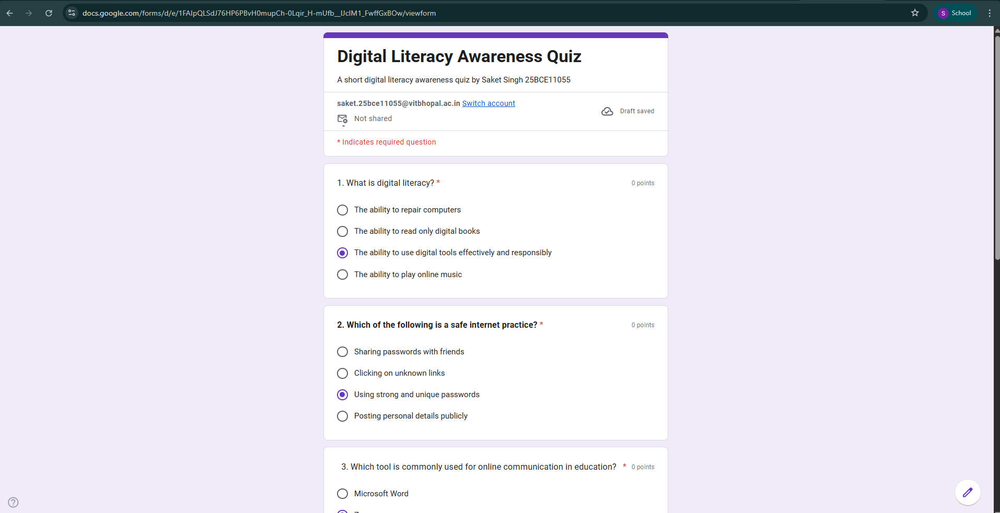 docs.google.com/forms/d/e/1FAIpQLSdJ76HP6PBvH0mupCh-0Lqir_H-mUfb__IJcIM1_FwffGxBOw/viewform
S School
Digital Literacy Awareness Quiz
A short digital literacy awareness quiz by Saket Singh 25BCE11055
saket.25bce11055@vitbhopal.ac.in Switch account
Draft saved
Not shared
* Indicates required question
1. What is digital literacy? * 0 points
The ability to repair computers
The ability to read only digital books
The ability to use digital tools effectively and responsibly
The ability to play online music
2. Which of the following is a safe internet practice? * 0 points
Sharing passwords with friends
Clicking on unknown links
Using strong and unique passwords
Posting personal details publicly
3. Which tool is commonly used for online communication in education? * 0 points
Microsoft Word